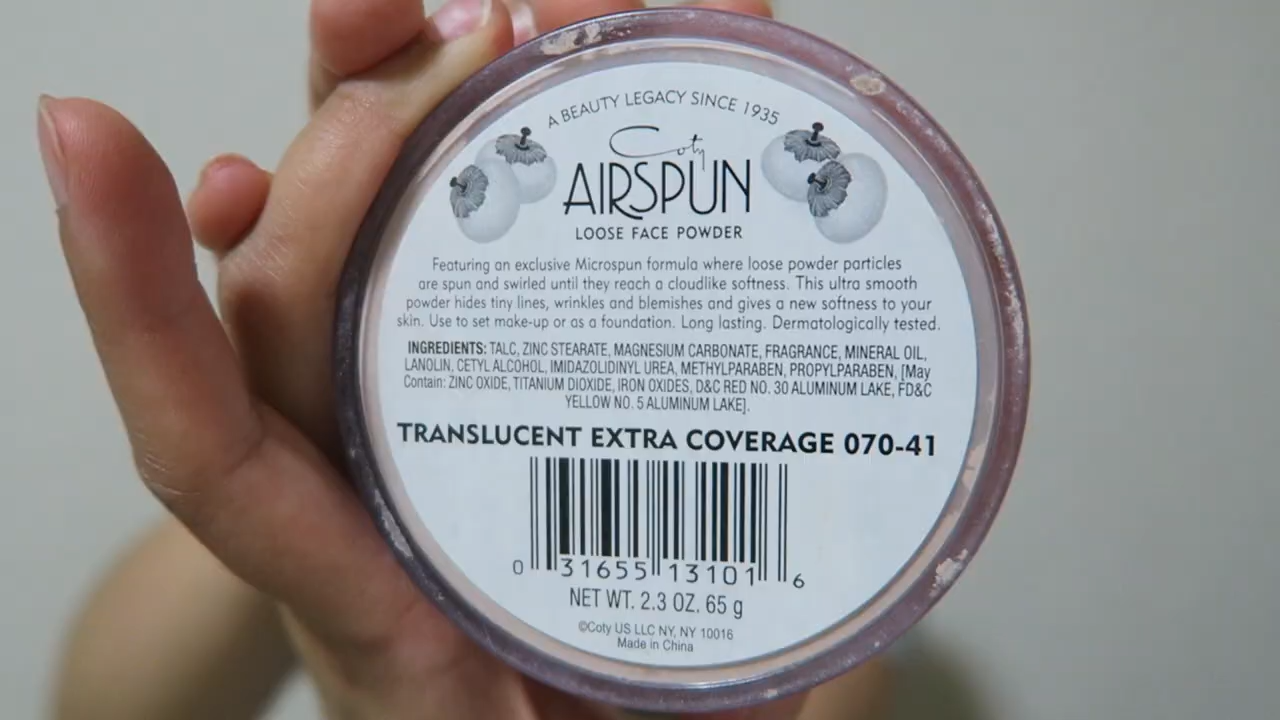 A BEAUTY LEGACY SINCE 1935
Coty
AIRSPUN
LOOSE FACE POWDER
Featuring an exclusive Microspun formula where loose powder particles
are spun and swirled until they reach a cloudlike softness. This ultra smooth
powder hides tiny lines, wrinkles and blemishes and gives a new softness to your
skin. Use to set make-up or as a foundation. Long lasting. Dermatologically tested.
INGREDIENTS: TALC, ZINC STEARATE, MAGNESIUM CARBONATE, FRAGRANCE, MINERAL OIL,
LANOLIN, CETYL ALCOHOL, IMIDAZOLIDINYL UREA, METHYLPARABEN, PROPYLPARABEN, [May
Contain: ZINC OXIDE, TITANIUM DIOXIDE, IRON OXIDES, D&C RED NO. 30 ALUMINUM LAKE, FD&C
YELLOW NO. 5 ALUMINUM LAKE].
TRANSLUCENT EXTRA COVERAGE 070-41
0 31655 13101 6
NET WT. 2.3 OZ. 65 g
©Coty US LLC NY, NY 10016
Made in China